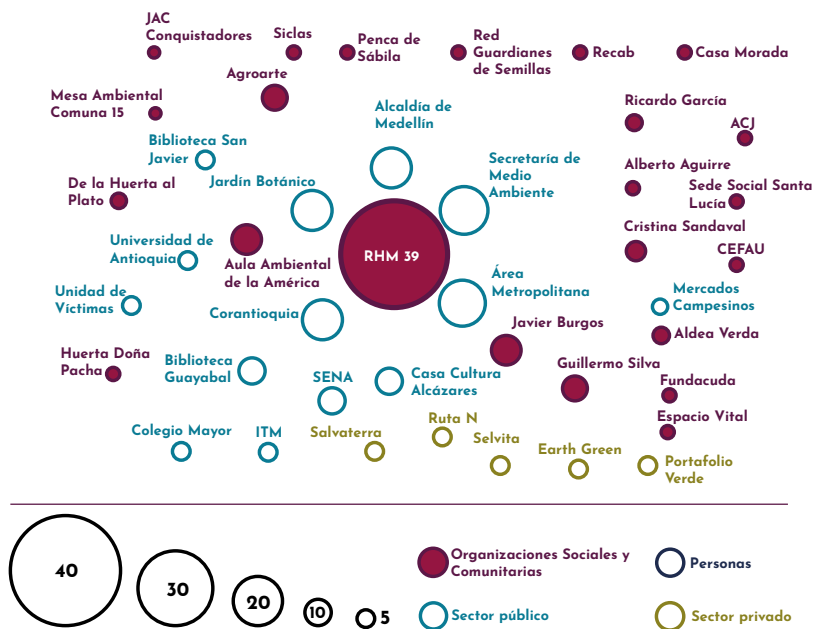 JAC
Conquistadores
Siclas
Penca de
Sábila
Red
Guardianes
de Semillas
Recab
Casa Morada
Agroarte
Mesa Ambiental
Comuna 15
Alcaldía de
Medellín
Ricardo García
ACJ
Biblioteca San
Javier
Secretaría de
Medio
Ambiente
Jardín Botánico
De la Huerta al
Plato
Alberto Aguirre
Sede Social Santa
Lucía
Universidad de
Antioquia
Aula Ambiental
de la América
RHM 39
Cristina Sandaval
CEFAU
Unidad de
Víctimas
Corantioquia
Área
Metropolitana
Mercados
Campesinos
Javier Burgos
Aldea Verda
Huerta Doña
Pacha
Biblioteca
Guayabal
SENA
Casa Cultura
Alcázares
Guillermo Silva
Fundacuda
Espacio Vital
Colegio Mayor
ITM
Salvaterra
Ruta N
Selvita
Earth Green
Portafolio
Verde
40
30
20
10
5
Organizaciones Sociales y
Comunitarias
Personas
Sector público
Sector privado